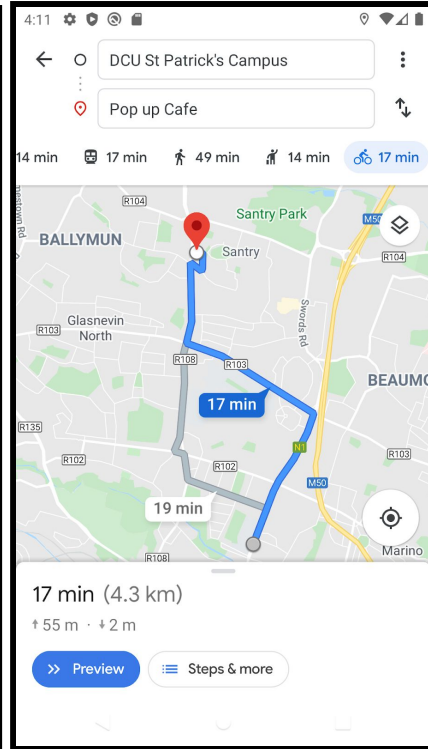 4:11
DCU St Patrick's Campus
Pop up Cafe
14 min 17 min 49 min 14 min 17 min
R104
Santry Park
M50
BALLYMUN
Santry
R104
Swords Rd
Glasnevin
North
R103
R108
R103
BEAUMO
17 min
R135
N1
R103
R102
R102
M50
19 min
Marino
R108
17 min (4.3 km)
55 m · 2 m
Preview
Steps & more